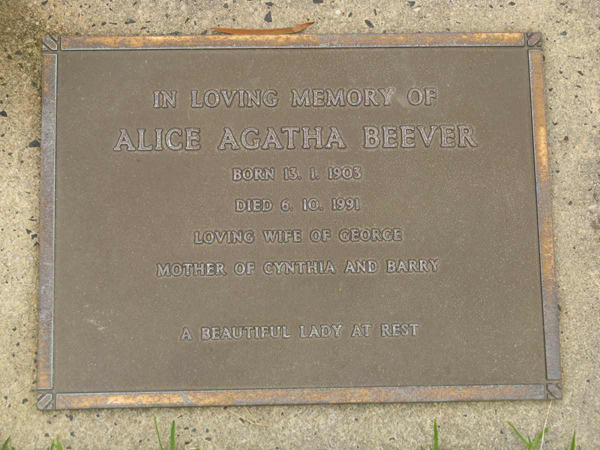 IN LOVING MEMORY OF
ALICE AGATHA BEEVER
BORN 13. 1. 1903
DIED 6. 10. 1991
LOVING WIFE OF GEORGE
MOTHER OF CYNTHIA AND BARRY
A BEAUTIFUL LADY AT REST